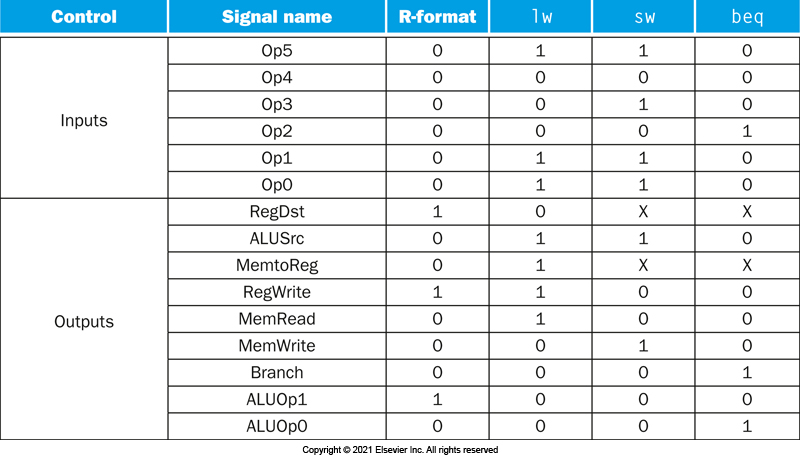 Control Signal name R-format lw sw beq
Inputs
Op5 0 1 1 0
Op4 0 0 0 0
Op3 0 0 1 0
Op2 0 0 0 1
Op1 0 1 1 0
Op0 0 1 1 0
Outputs
RegDst 1 0 X X
ALUSrc 0 1 1 0
MemtoReg 0 1 X X
RegWrite 1 1 0 0
MemRead 0 1 0 0
MemWrite 0 0 1 0
Branch 0 0 0 1
ALUOp1 1 0 0 0
ALUOp0 0 0 0 1
Copyright © 2021 Elsevier Inc. All rights reserved